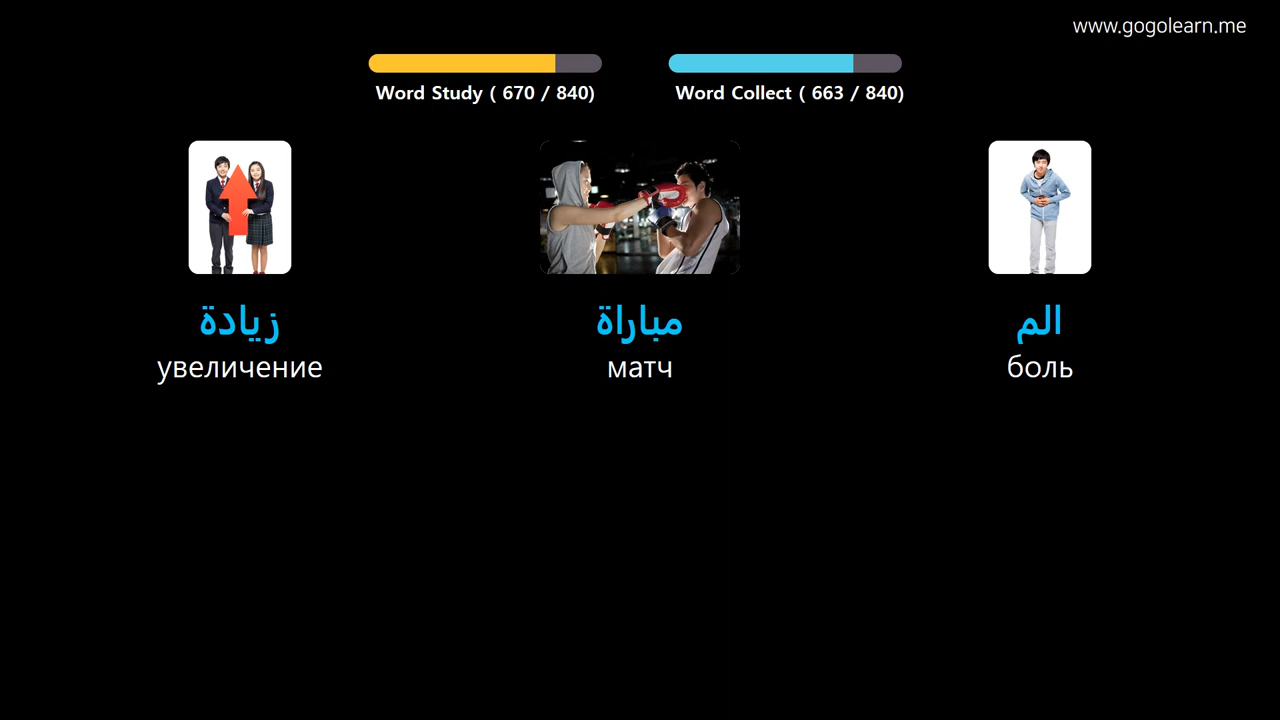 www.gogolearn.me
Word Study ( 670 / 840)
Word Collect ( 663 / 840)
زيادة
увеличение
مباراة
матч
الم
боль